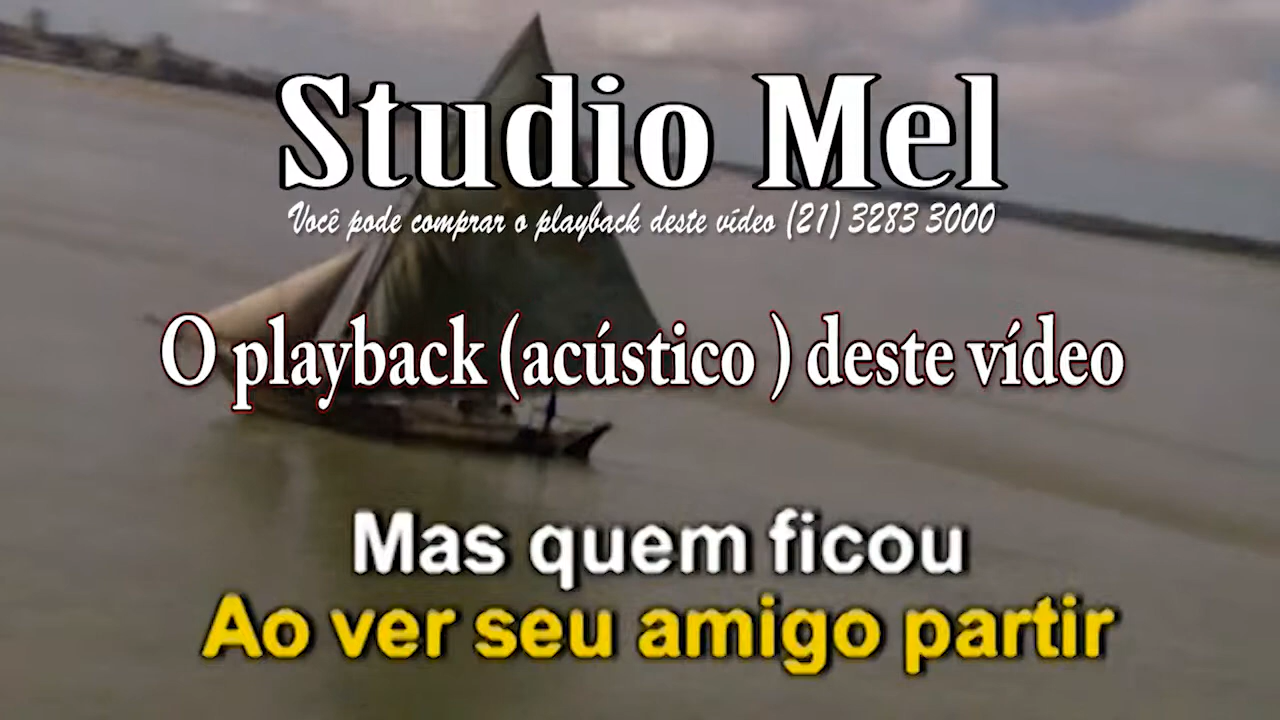 Studio Mel
Você pode comprar o playback deste vídeo (21) 3283 3000
O playback (acústico ) deste vídeo
Mas quem ficou
Ao ver seu amigo partir